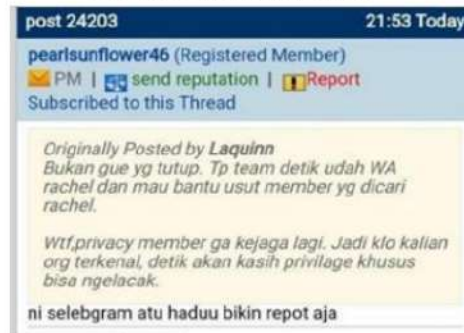 post 24203 21:53 Today
pearlsunflower46 (Registered Member)
PM | send reputation | Report
Subscribed to this Thread
Originally Posted by Laquinn
Bukan gue yg tutup. Tp team detik udah WA
rachel dan mau bantu usut member yg dicari
rachel.
Wtf,privacy member ga kejaga lagi. Jadi klo kalian
org terkenal, detik akan kasih privilage khusus
bisa ngelacak.
ni selebgram atu haduu bikin repot aja